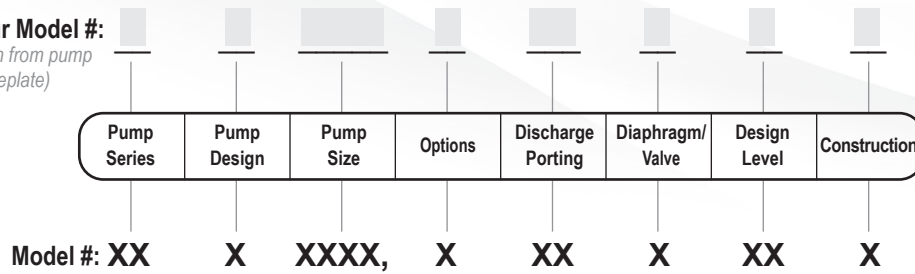 r Model #:
n from pump
eplate)
Pump Series
Pump Design
Pump Size
Options
Discharge Porting
Diaphragm/ Valve
Design Level
Construction
Model #: XX X XXXX, X XX X XX X